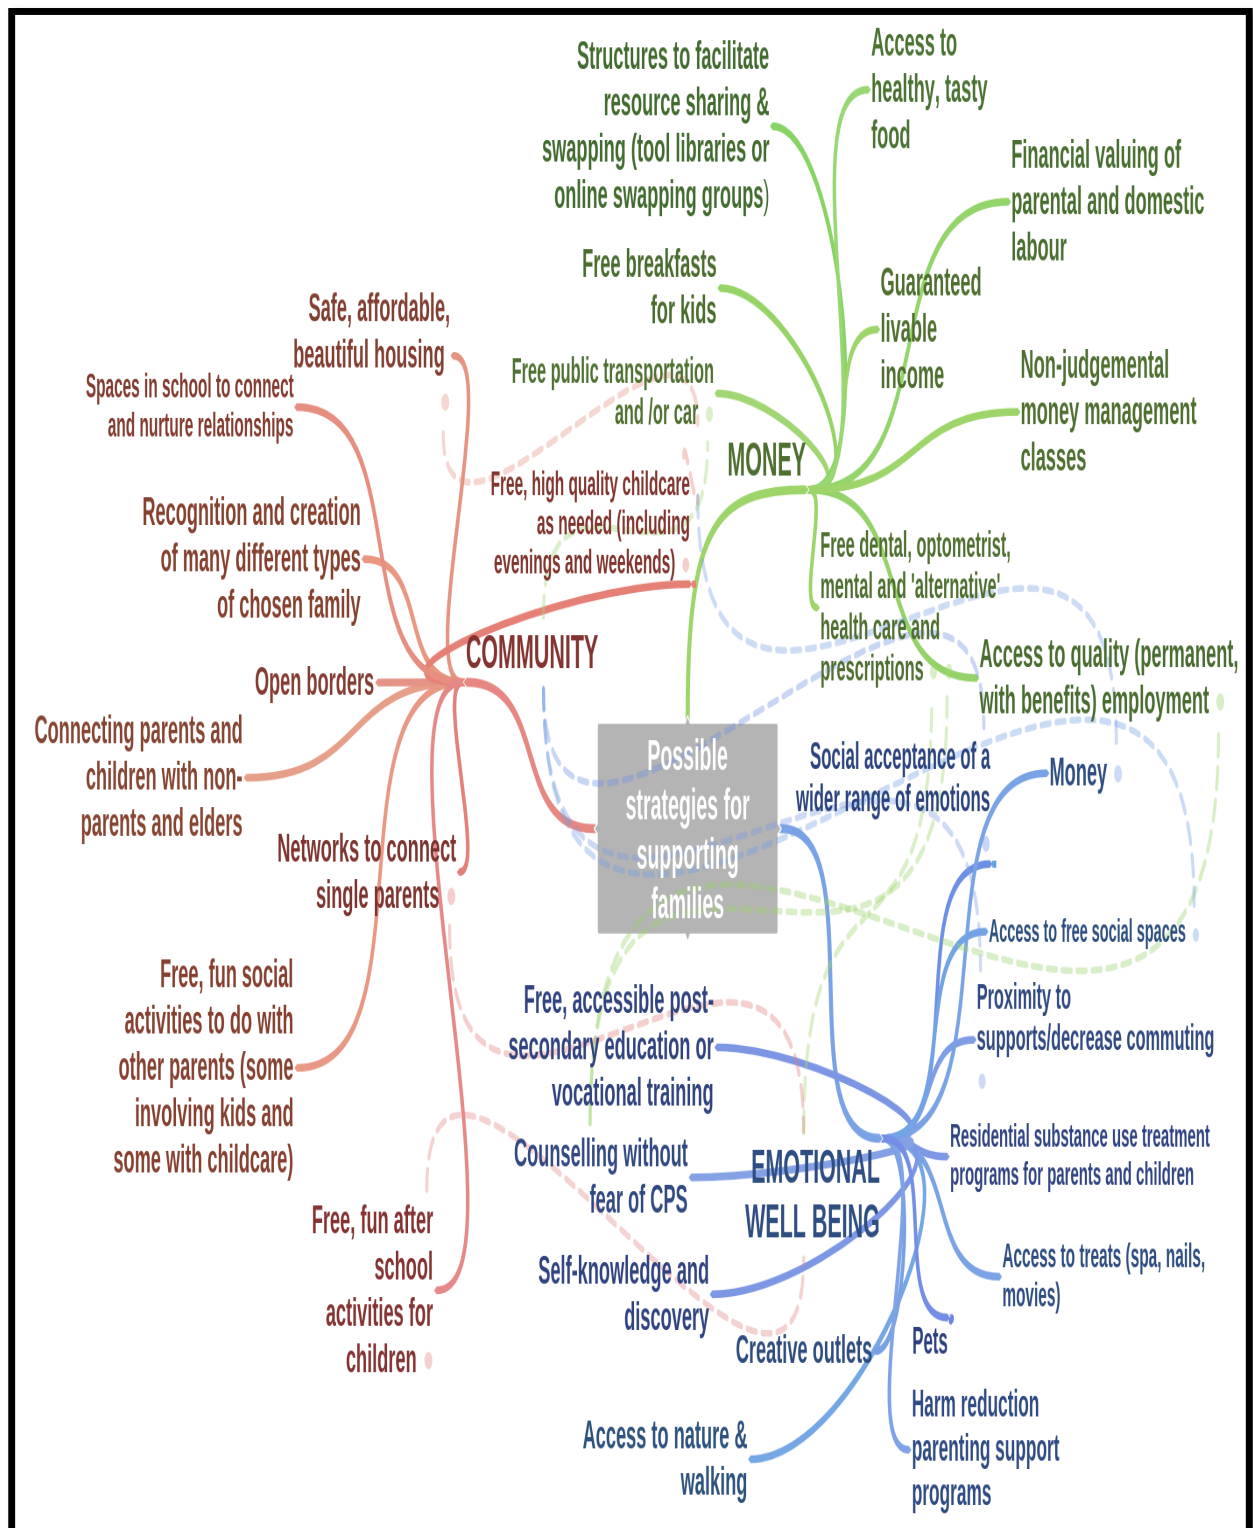 Structures to facilitate
resource sharing &
swapping (tool libraries or
online swapping groups)
Access to
healthy, tasty
food
Financial valuing of
parental and domestic
labour
Free breakfasts
for kids
Guaranteed
livable
income
Free public transportation
and /or car
Non-judgemental
money management
classes
MONEY
Free dental, optometrist,
mental and 'alternative'
health care and
prescriptions
Access to quality (permanent,
with benefits) employment
Safe, affordable,
beautiful housing
Spaces in school to connect
and nurture relationships
Free, high quality childcare
as needed (including
evenings and weekends)
Recognition and creation
of many different types
of chosen family
COMMUNITY
Open borders
Connecting parents and
children with non-
parents and elders
Networks to connect
single parents
Free, fun social
activities to do with
other parents (some
involving kids and
some with childcare)
Free, fun after
school
activities for
children
Possible
strategies for
supporting
families
Social acceptance of a
wider range of emotions
Money
Access to free social spaces
Proximity to
supports/decrease commuting
Free, accessible post-
secondary education or
vocational training
Counselling without
fear of CPS
EMOTIONAL
WELL BEING
Residential substance use treatment
programs for parents and children
Self-knowledge and
discovery
Access to treats (spa, nails,
movies)
Creative outlets
Pets
Access to nature &
walking
Harm reduction
parenting support
programs